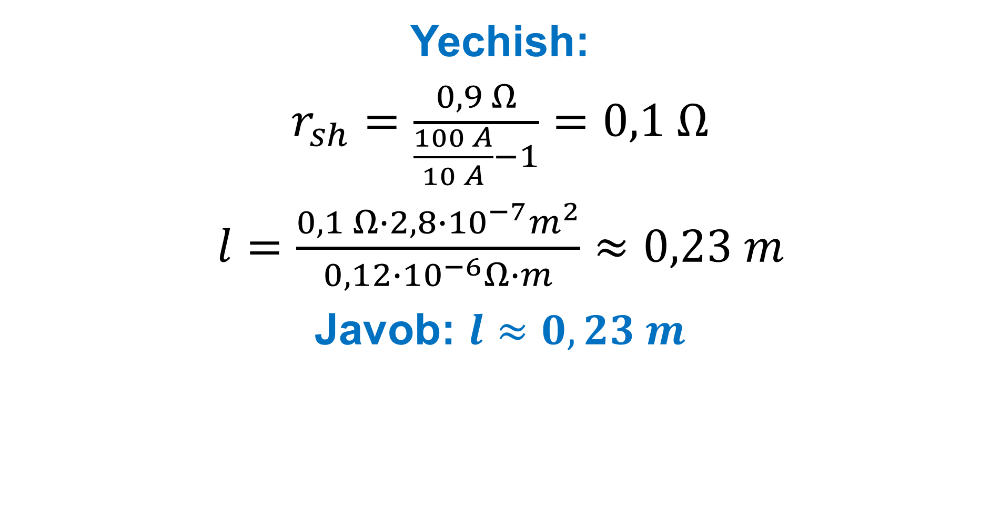 Yechish:
r_sh = 0,9 Ω / (100 A / 10 A − 1) = 0,1 Ω
l = 0,1 Ω·2,8·10⁻⁷m² / 0,12·10⁻⁶Ω·m ≈ 0,23 m
Javob: l ≈ 0,23 m